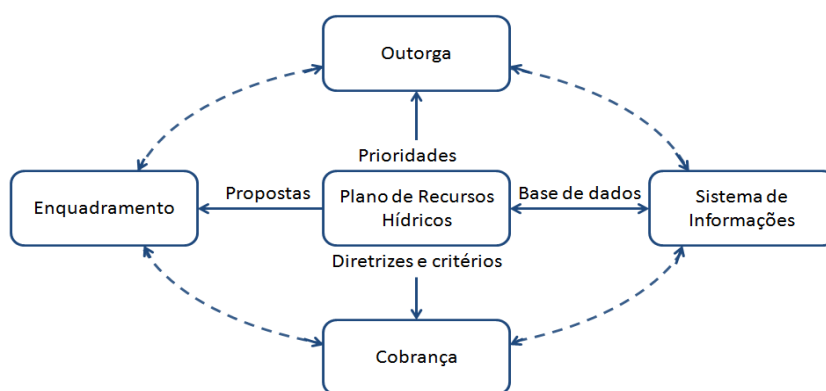 Outorga
Prioridades
Enquadramento
Propostas
Plano de Recursos
Hídricos
Base de dados
Sistema de
Informações
Diretrizes e critérios
Cobrança